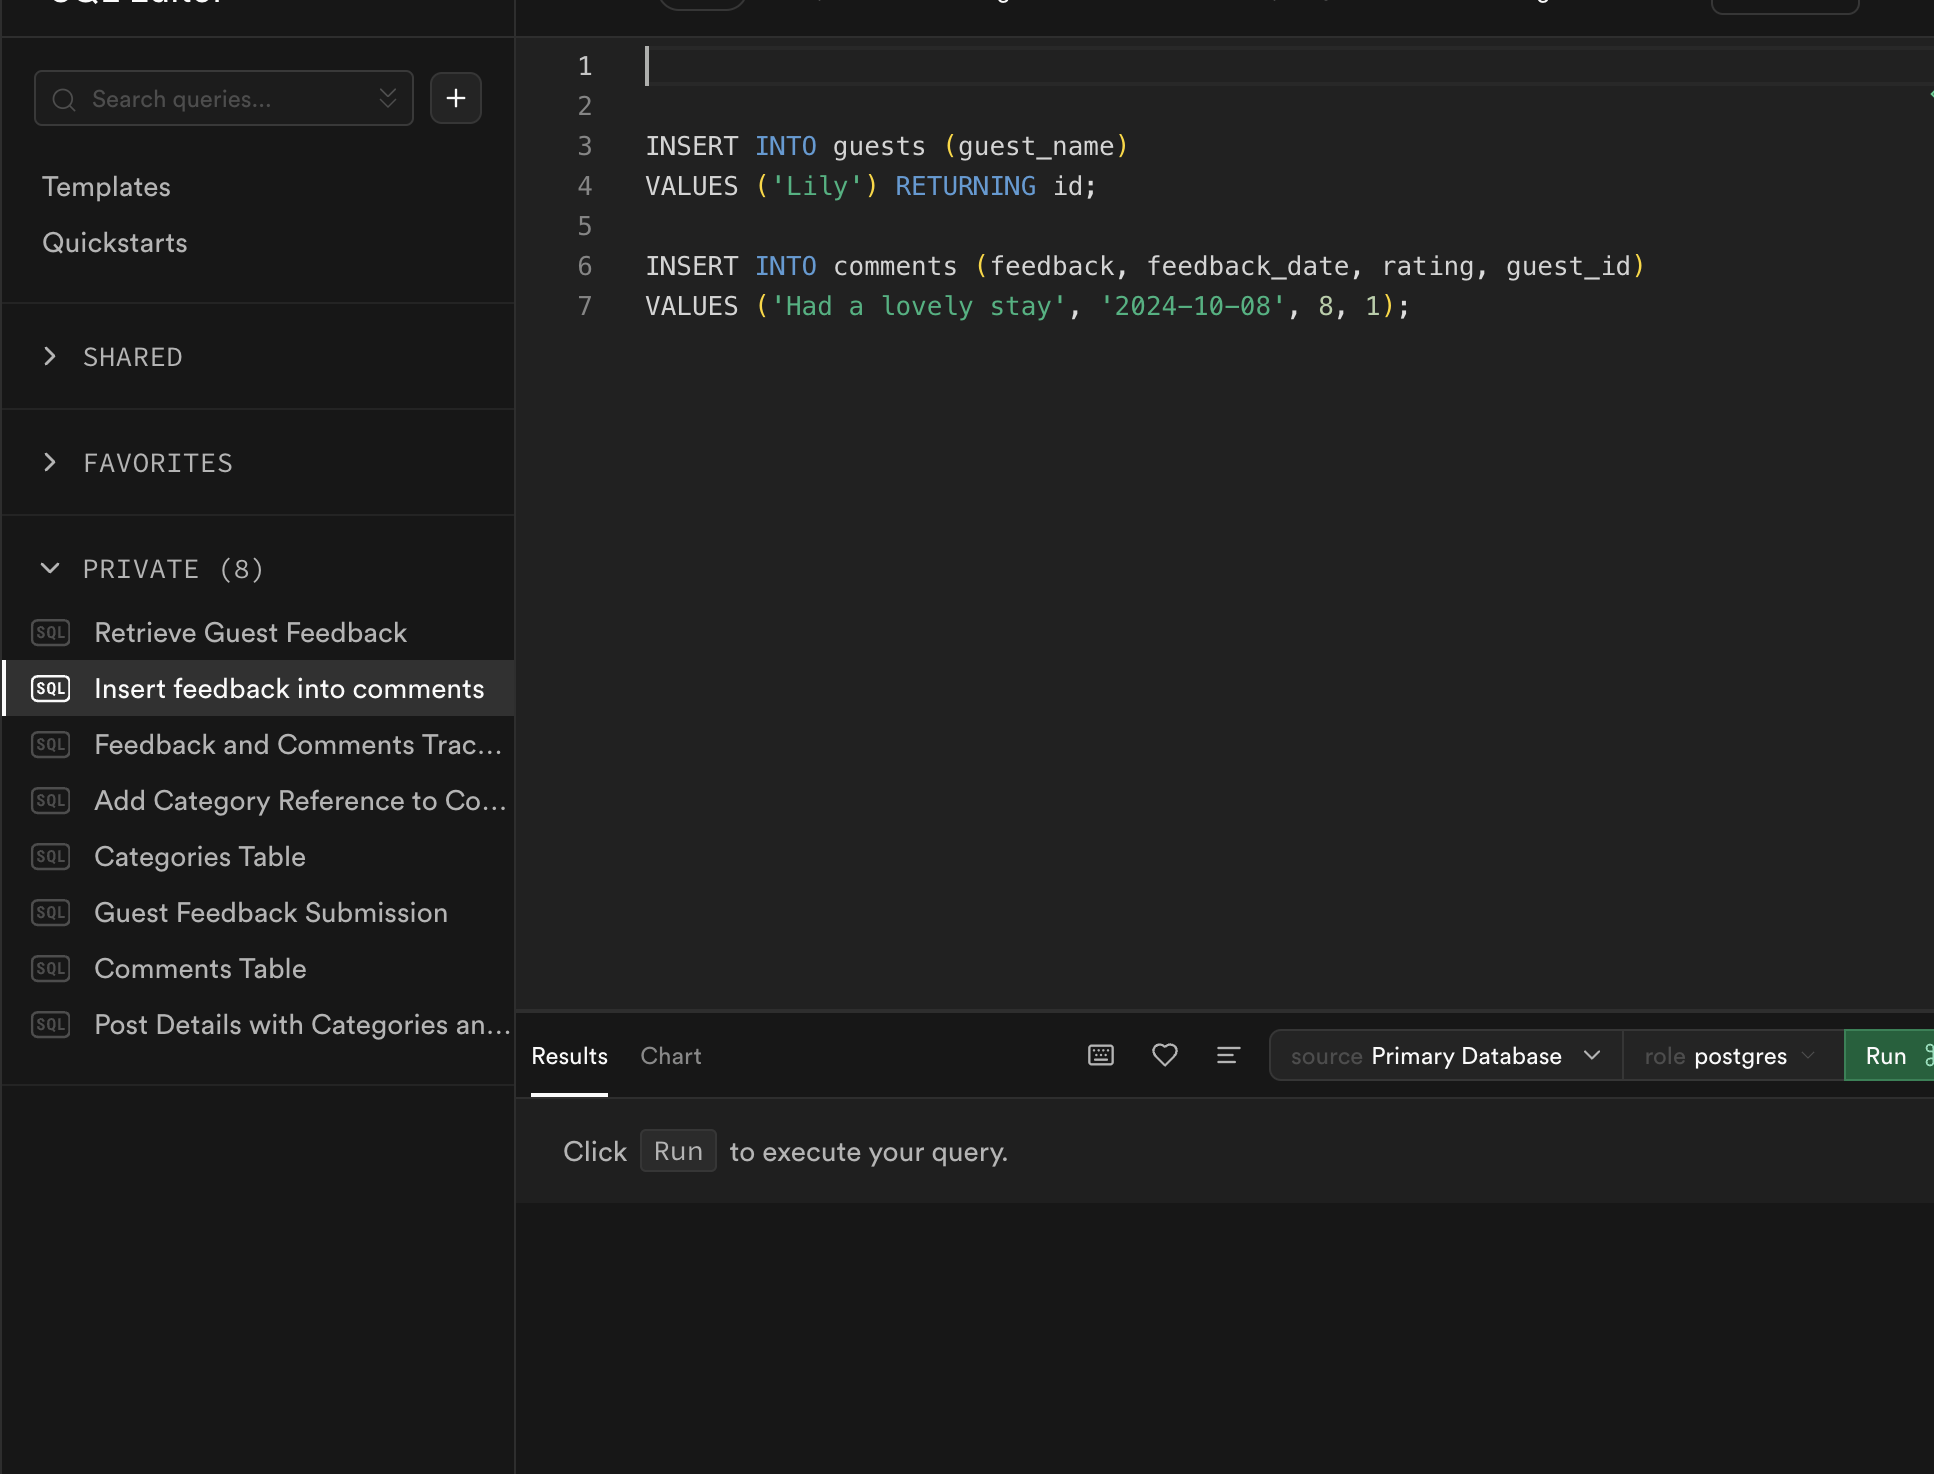 SQL Editor
Search queries...
Templates
Quickstarts
SHARED
FAVORITES
PRIVATE (8)
SQL Retrieve Guest Feedback
SQL Insert feedback into comments
SQL Feedback and Comments Trac...
SQL Add Category Reference to Co...
SQL Categories Table
SQL Guest Feedback Submission
SQL Comments Table
SQL Post Details with Categories an...
1
2
3 INSERT INTO guests (guest_name)
4 VALUES ('Lily') RETURNING id;
5
6 INSERT INTO comments (feedback, feedback_date, rating, guest_id)
7 VALUES ('Had a lovely stay', '2024-10-08', 8, 1);
Results Chart source Primary Database role postgres Run
Click Run to execute your query.